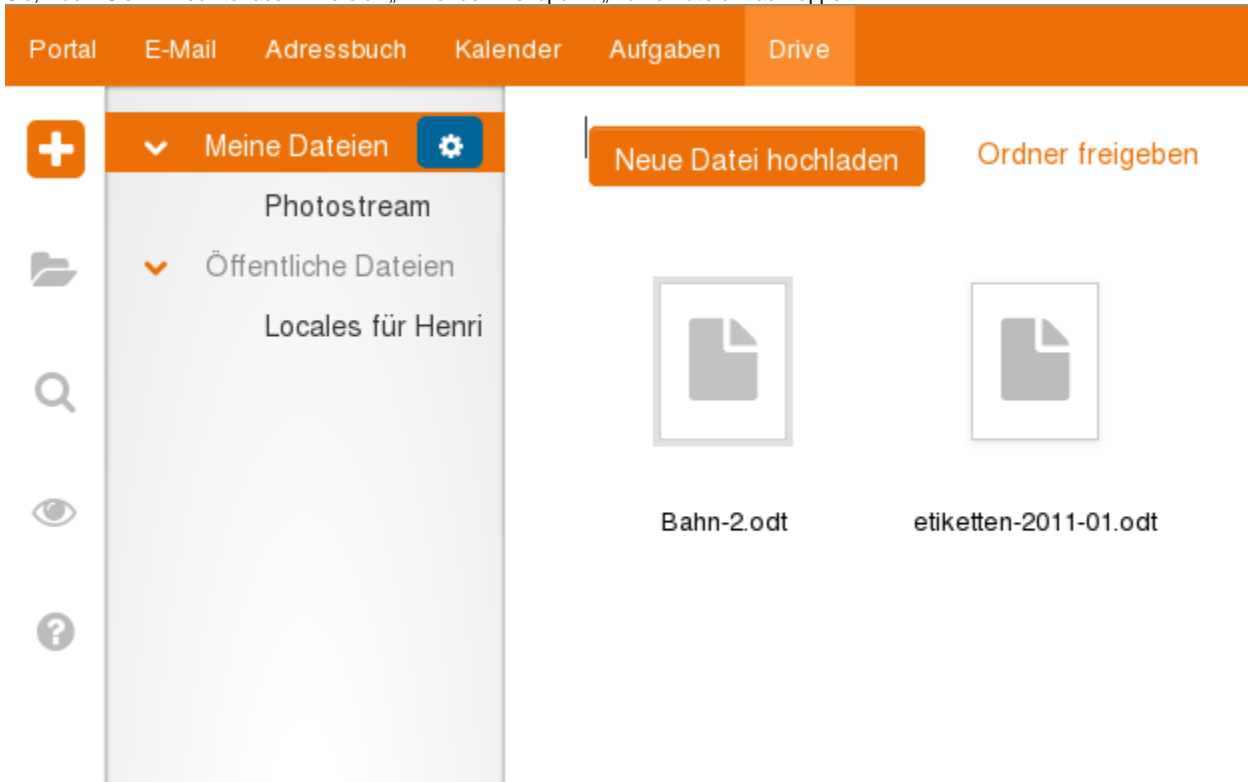 Portal E-Mail Adressbuch Kalender Aufgaben Drive
Meine Dateien
Photostream
Öffentliche Dateien
Locales für Henri
Neue Datei hochladen Ordner freigeben
Bahn-2.odt etiketten-2011-01.odt